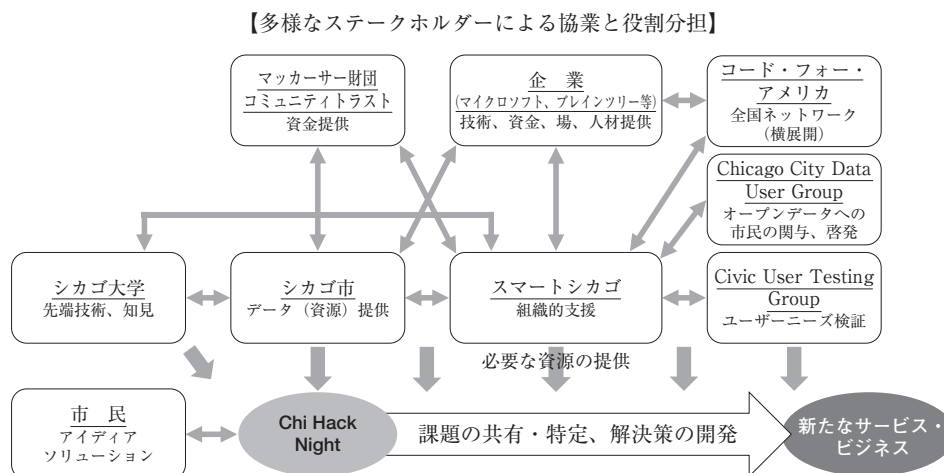 【多様なステークホルダーによる協業と役割分担】
マッカーサー財団
コミュニティトラスト
資金提供
企　業
(マイクロソフト、ブレインツリー等)
技術、資金、場、人材提供
コード・フォー・
アメリカ
全国ネットワーク
(横展開)
Chicago City Data
User Group
オープンデータへの
市民の関与、啓発
シカゴ大学
先端技術、知見
シカゴ市
データ（資源）提供
スマートシカゴ
組織的支援
Civic User Testing
Group
ユーザーニーズ検証
必要な資源の提供
市　民
アイディア
ソリューション
Chi Hack
Night
課題の共有・特定、解決策の開発
新たなサービス・
ビジネス